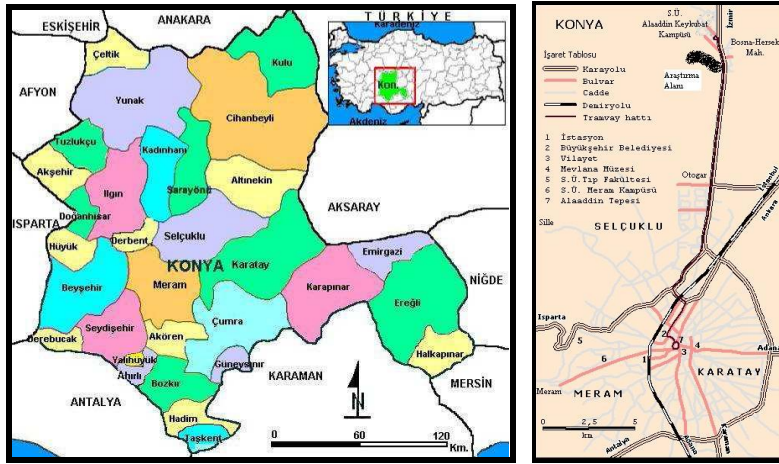 ESKİŞEHİR
ANAKARA
TÜRKİYE
Karadeniz
Kon.
Akdeniz
Çeltik
Kulu
AFYON
Yunak
Cihanbeyli
Tuzlukçu
Kadınhanı
Akşehir
Ilgın
Sarayönü
Altınekin
Doğanhisar
AKSARAY
ISPARTA
Derbent
Selçuklu
Hüyük
KONYA
Karatay
Emirgazi
Beyşehir
Meram
Karapınar
NİĞDE
Ereğli
Seydişehir
Çumra
Derebucak
Akören
Yalıhüyük
Ahırlı
Güneysınır
Halkapınar
Bozkır
KARAMAN
MERSİN
ANTALYA
Hadim
N
Taşkent
0 60 120
Km.
KONYA
S.Ü.
Alaaddin Keykubat
Kampüsü
İzmir
Bosna-Hersek
Mah.
Araştırma
Alanı
İşaret Tablosu
Karayolu
Bulvar
Cadde
Demiryolu
Tramvay hattı
1 İstasyon
2 Büyükşehir Belediyesi
3 Vilayet
4 Mevlana Müzesi
5 S.Ü.Tıp Fakültesi
6 S.Ü. Meram Kampüsü
7 Alaaddin Tepesi
Otogar
İstanbul
Ankara
Sille
SELÇUKLU
Isparta
5
6
2
7
1
4
3
Adana
KARATAY
Meram
MERAM
0 2,5 5
km
Antalya
Adana
Karaman